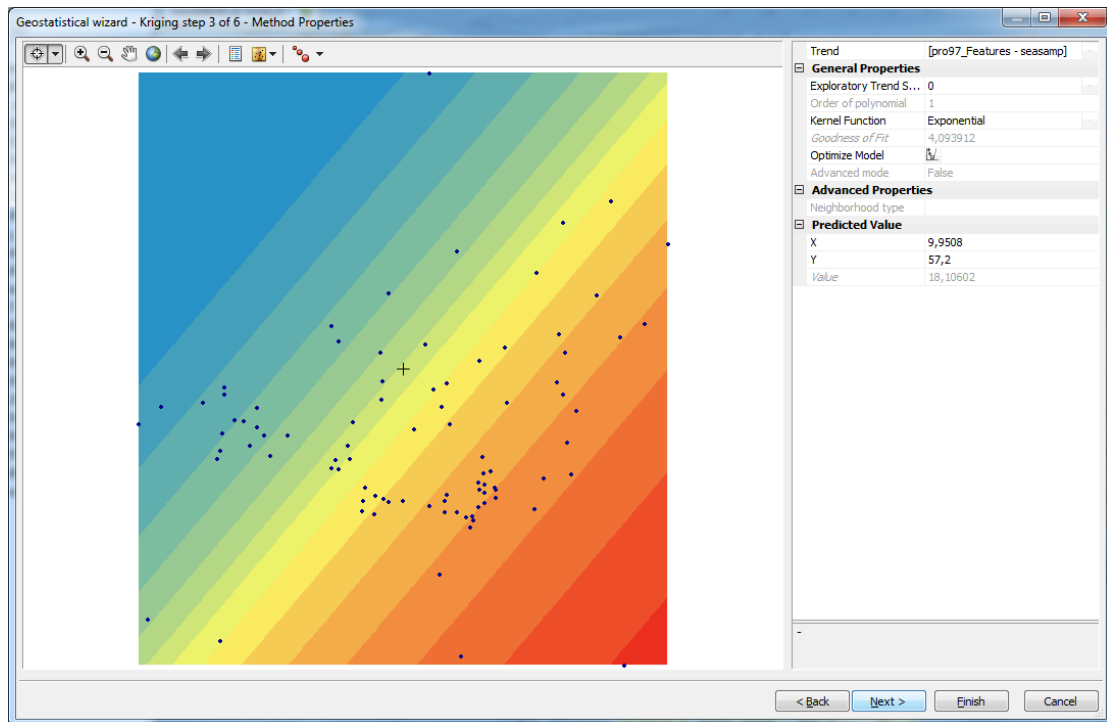 Geostatistical wizard - Kriging step 3 of 6 - Method Properties
Trend [pro97_Features - seasamp]
General Properties
Exploratory Trend S... 0
Order of polynomial 1
Kernel Function Exponential
Goodness of Fit 4,093912
Optimize Model
Advanced mode False
Advanced Properties
Neighborhood type
Predicted Value
X 9,9508
Y 57,2
Value 18,10602
-
< Back Next > Finish Cancel